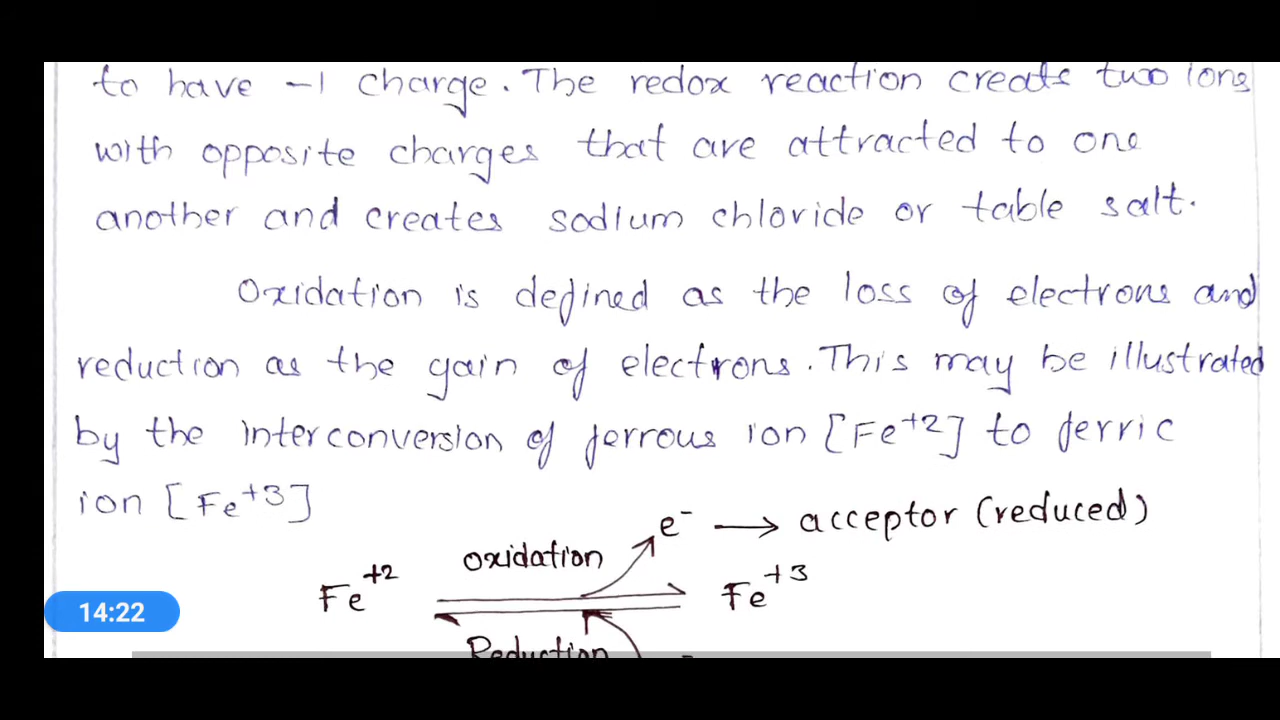 to have -1 charge. The redox reaction creats two ions
with opposite charges that are attracted to one
another and creates sodium chloride or table salt.
Oxidation is defined as the loss of electrons and
reduction as the gain of electrons. This may be illustrated
by the interconversion of ferrous ion [Fe+2] to ferric
ion [Fe+3]
e⁻ → acceptor (reduced)
oxidation
Fe+2 ⇌ Fe+3
14:22
Reduction